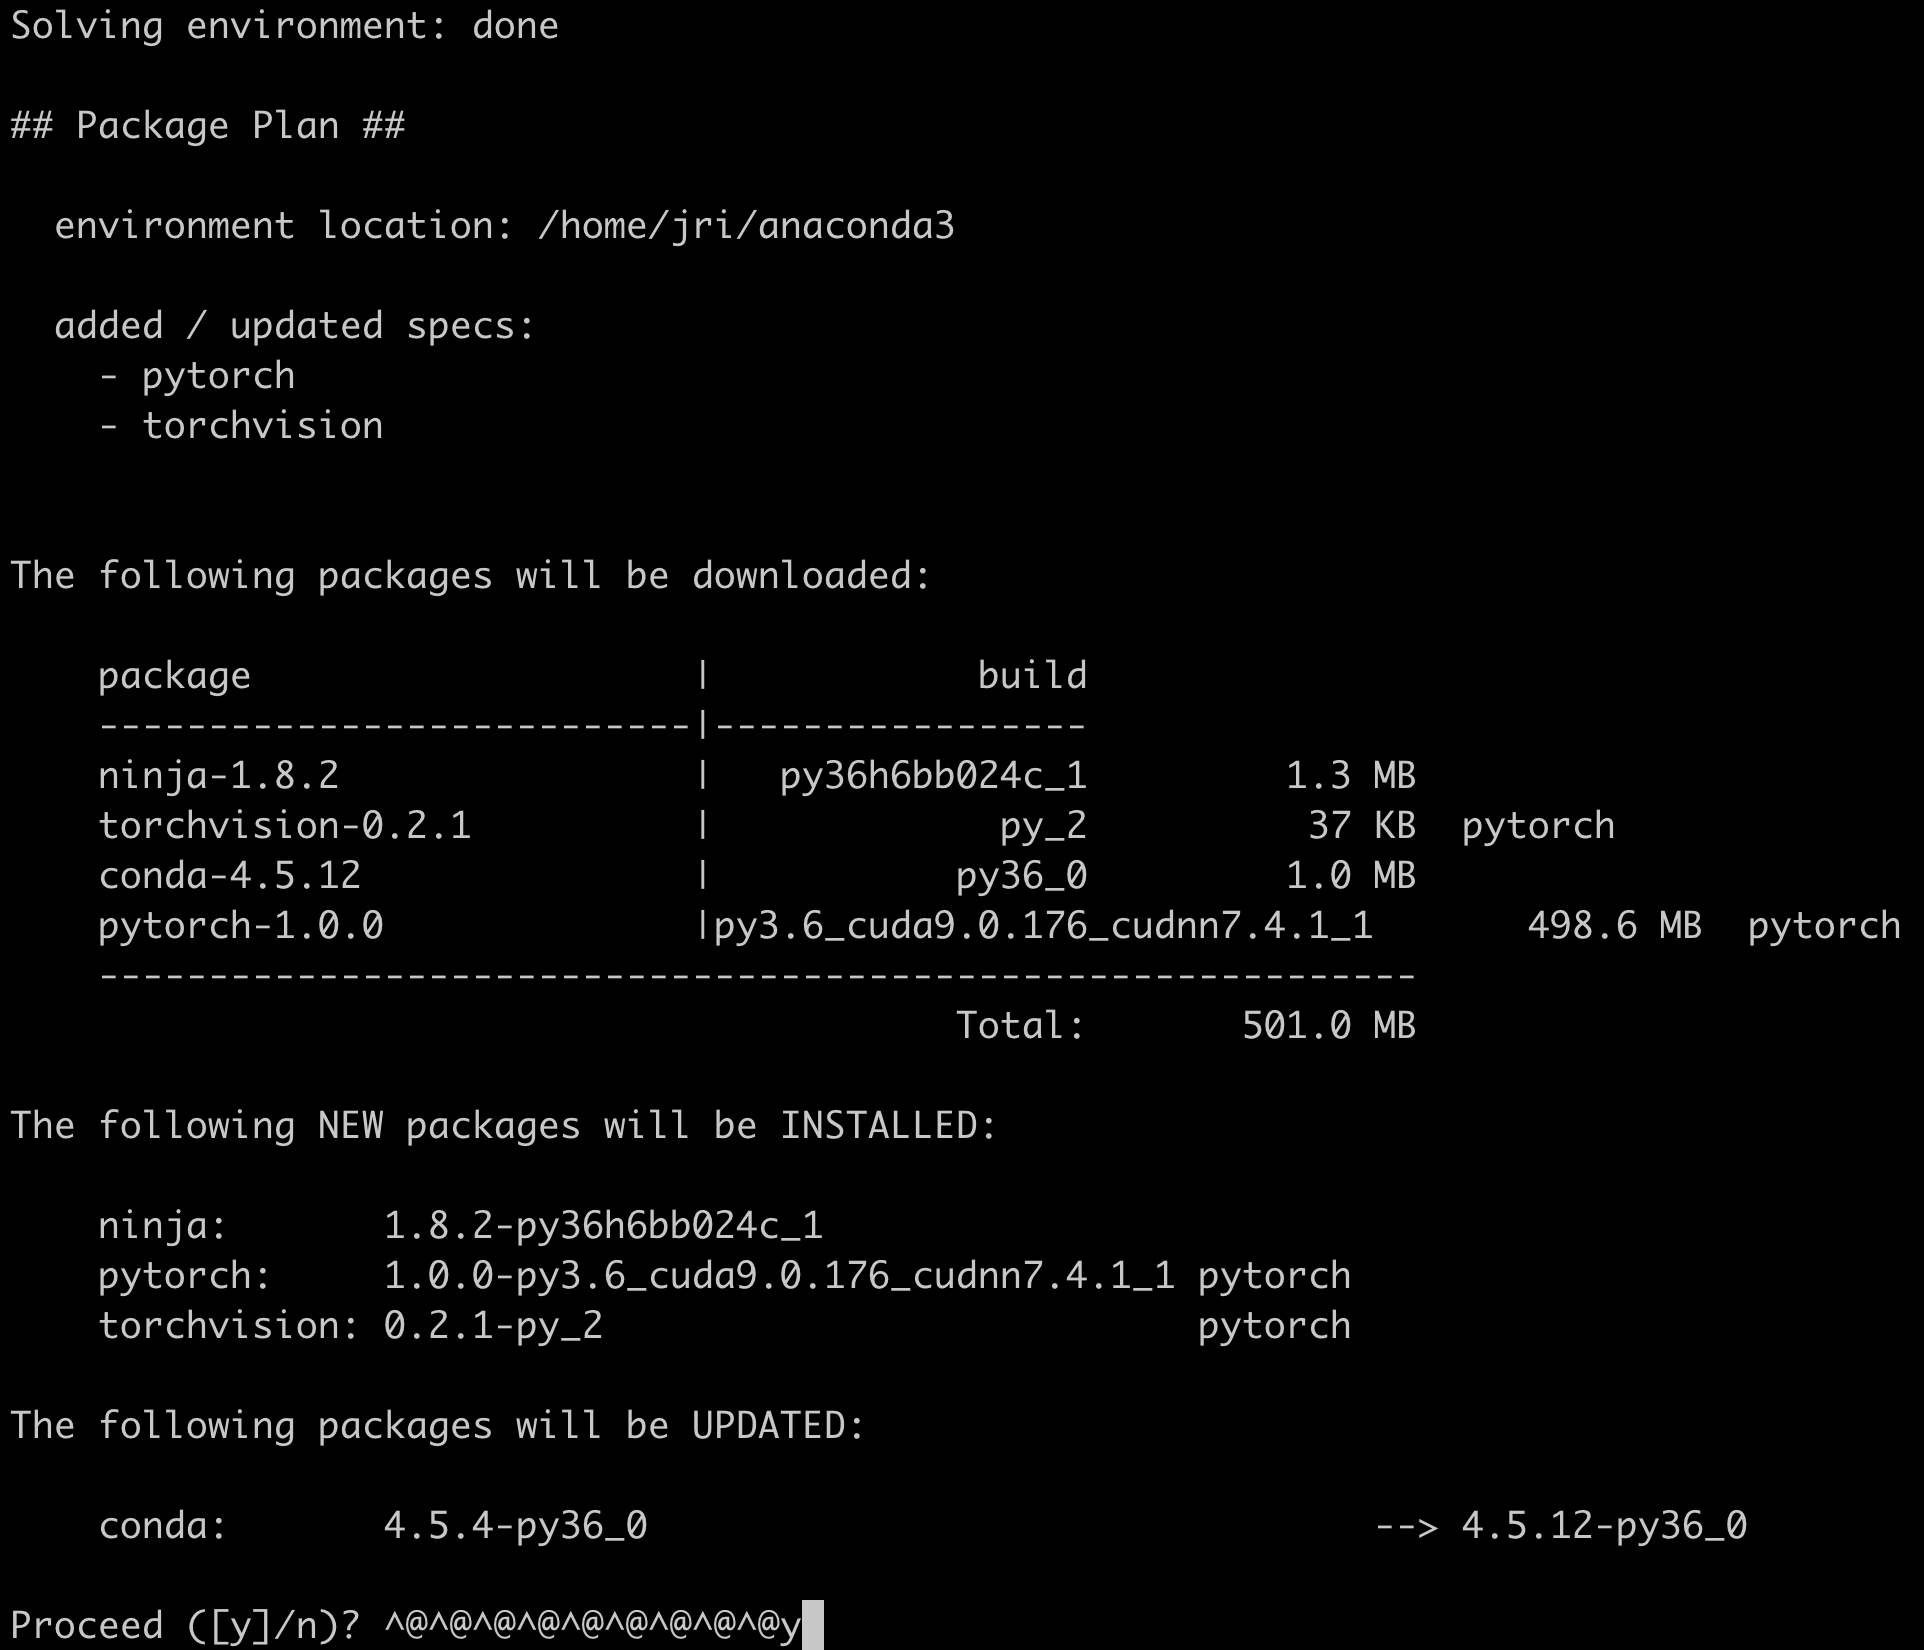 Solving environment: done
## Package Plan ##
environment location: /home/jri/anaconda3
added / updated specs:
- pytorch
- torchvision
The following packages will be downloaded:
package | build
---------------------------|-----------------
ninja-1.8.2 | py36h6bb024c_1 1.3 MB
torchvision-0.2.1 | py_2 37 KB pytorch
conda-4.5.12 | py36_0 1.0 MB
pytorch-1.0.0 |py3.6_cuda9.0.176_cudnn7.4.1_1 498.6 MB pytorch
------------------------------------------------------------
Total: 501.0 MB
The following NEW packages will be INSTALLED:
ninja: 1.8.2-py36h6bb024c_1
pytorch: 1.0.0-py3.6_cuda9.0.176_cudnn7.4.1_1 pytorch
torchvision: 0.2.1-py_2 pytorch
The following packages will be UPDATED:
conda: 4.5.4-py36_0 --> 4.5.12-py36_0
Proceed ([y]/n)? ^@^@^@^@^@^@^@^@^@y